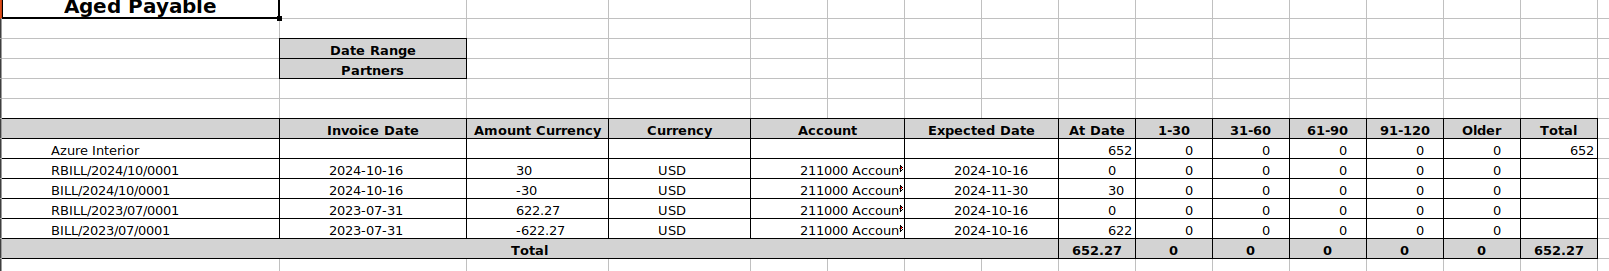 Aged Payable
Date Range
Partners
Invoice Date Amount Currency Currency Account Expected Date At Date 1-30 31-60 61-90 91-120 Older Total
Azure Interior 652 0 0 0 0 0 652
RBILL/2024/10/0001 2024-10-16 30 USD 211000 Accoun 2024-10-16 0 0 0 0 0 0
BILL/2024/10/0001 2024-10-16 -30 USD 211000 Accoun 2024-11-30 30 0 0 0 0 0
RBILL/2023/07/0001 2023-07-31 622.27 USD 211000 Accoun 2024-10-16 0 0 0 0 0 0
BILL/2023/07/0001 2023-07-31 -622.27 USD 211000 Accoun 2024-10-16 622 0 0 0 0 0
Total 652.27 0 0 0 0 0 652.27